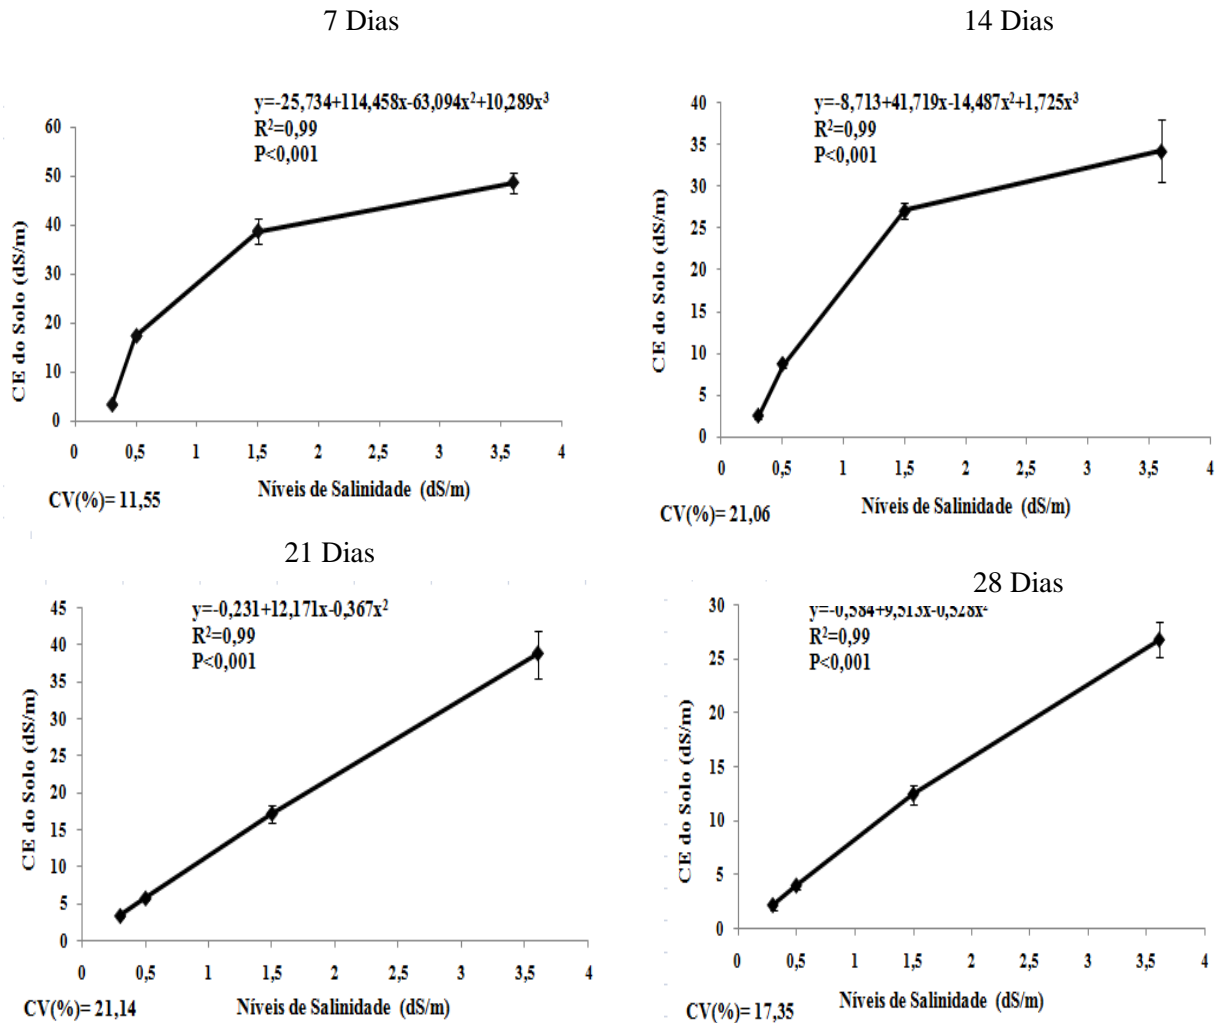 7 Dias
y=-25,734+114,458x-63,094x²+10,289x³
R²=0,99
P<0,001
CE do Solo (dS/m)
60
50
40
30
20
10
0
0 0,5 1 1,5 2 2,5 3 3,5 4
Níveis de Salinidade (dS/m)
CV(%)= 11,55
14 Dias
y=-8,713+41,719x-14,487x²+1,725x³
R²=0,99
P<0,001
CE do Solo (dS/m)
40
35
30
25
20
15
10
5
0
0 0,5 1 1,5 2 2,5 3 3,5 4
Níveis de Salinidade (dS/m)
CV(%)= 21,06
21 Dias
y=-0,231+12,171x-0,367x²
R²=0,99
P<0,001
CE do Solo (dS/m)
45
40
35
30
25
20
15
10
5
0
0 0,5 1 1,5 2 2,5 3 3,5 4
Níveis de Salinidade (dS/m)
CV(%)= 21,14
28 Dias
y=-0,584+9,513x-0,528x²
R²=0,99
P<0,001
CE do Solo (dS/m)
30
25
20
15
10
5
0
0 0,5 1 1,5 2 2,5 3 3,5 4
Níveis de Salinidade (dS/m)
CV(%)= 17,35